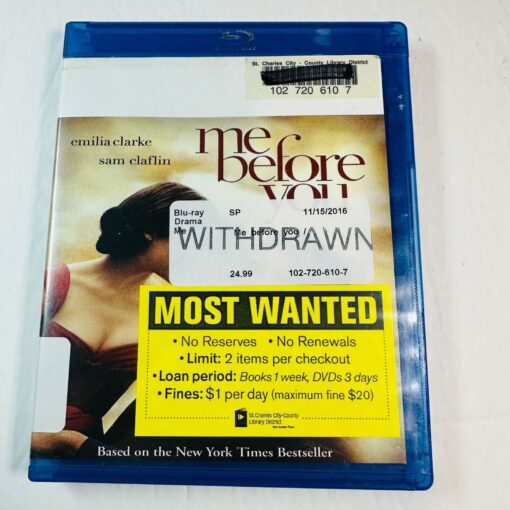 St. Charles City - County Library District
102 720 610 7
emilia clarke
sam claflin
me
before
you
Blu-ray SP 11/15/2016
Drama
Me Me before you /
WITHDRAWN
24.99 102-720-610-7
MOST WANTED
• No Reserves • No Renewals
• Limit: 2 items per checkout
• Loan period: Books 1 week, DVDs 3 days
• Fines: $1 per day (maximum fine $20)
St. Charles City-County
Library District
Based on the New York Times Bestseller